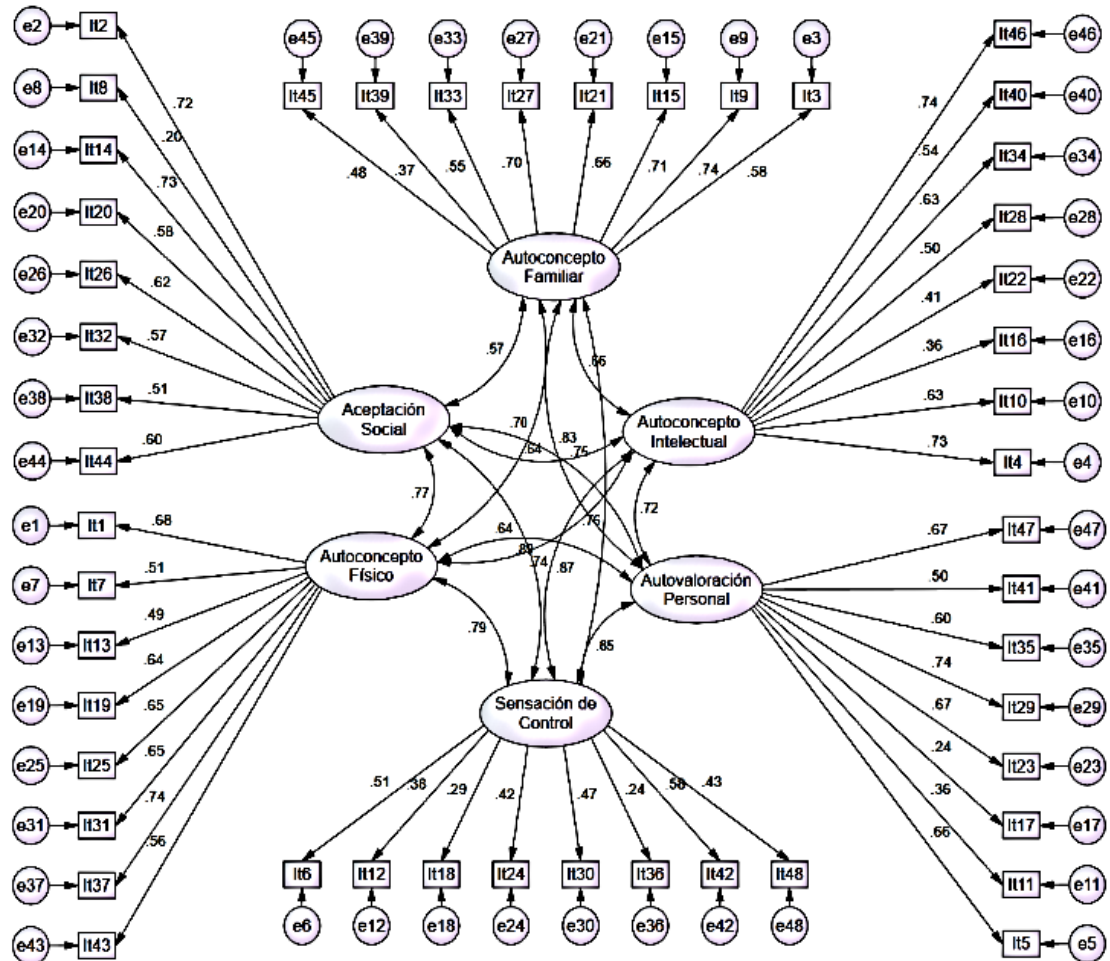 e2
It2
e8
It8
e14
It14
e20
It20
e26
It26
e32
It32
e38
It38
e44
It44
.72
.20
.73
.58
.62
.57
.51
.60
e45
e39
e33
e27
e21
e15
e9
e3
It45
It39
It33
It27
It21
It15
It9
It3
.48
.37
.55
.70
.66
.71
.74
.58
It46
e46
It40
e40
It34
e34
It28
e28
It22
e22
It16
e16
It10
e10
It4
e4
.74
.54
.63
.50
.41
.36
.63
.73
Autoconcepto
Familiar
Aceptación
Social
Autoconcepto
Intelectual
Autoconcepto
Físico
Autovaloración
Personal
Sensación de
Control
.57
.66
.70
.64
.83
.75
.77
.72
.76
.64
.74
.87
.79
.65
e1
It1
e7
It7
e13
It13
e19
It19
e25
It25
e31
It31
e37
It37
e43
It43
.68
.51
.49
.64
.65
.65
.74
.56
It47
e47
It41
e41
It35
e35
It29
e29
It23
e23
It17
e17
It11
e11
It5
e5
.67
.50
.60
.74
.67
.24
.36
.66
.51
.38
.29
.42
.47
.24
.58
.43
It6
It12
It18
It24
It30
It36
It42
It48
e6
e12
e18
e24
e30
e36
e42
e48